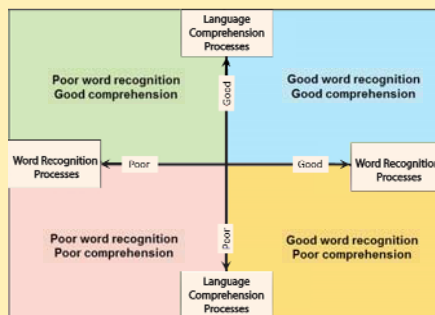 Language
Comprehension
Processes
Poor word recognition
Good comprehension
Good
Good word recognition
Good comprehension
Word Recognition
Processes
Poor
Good
Word Recognition
Processes
Poor word recognition
Poor comprehension
Poor
Good word recognition
Poor comprehension
Language
Comprehension
Processes